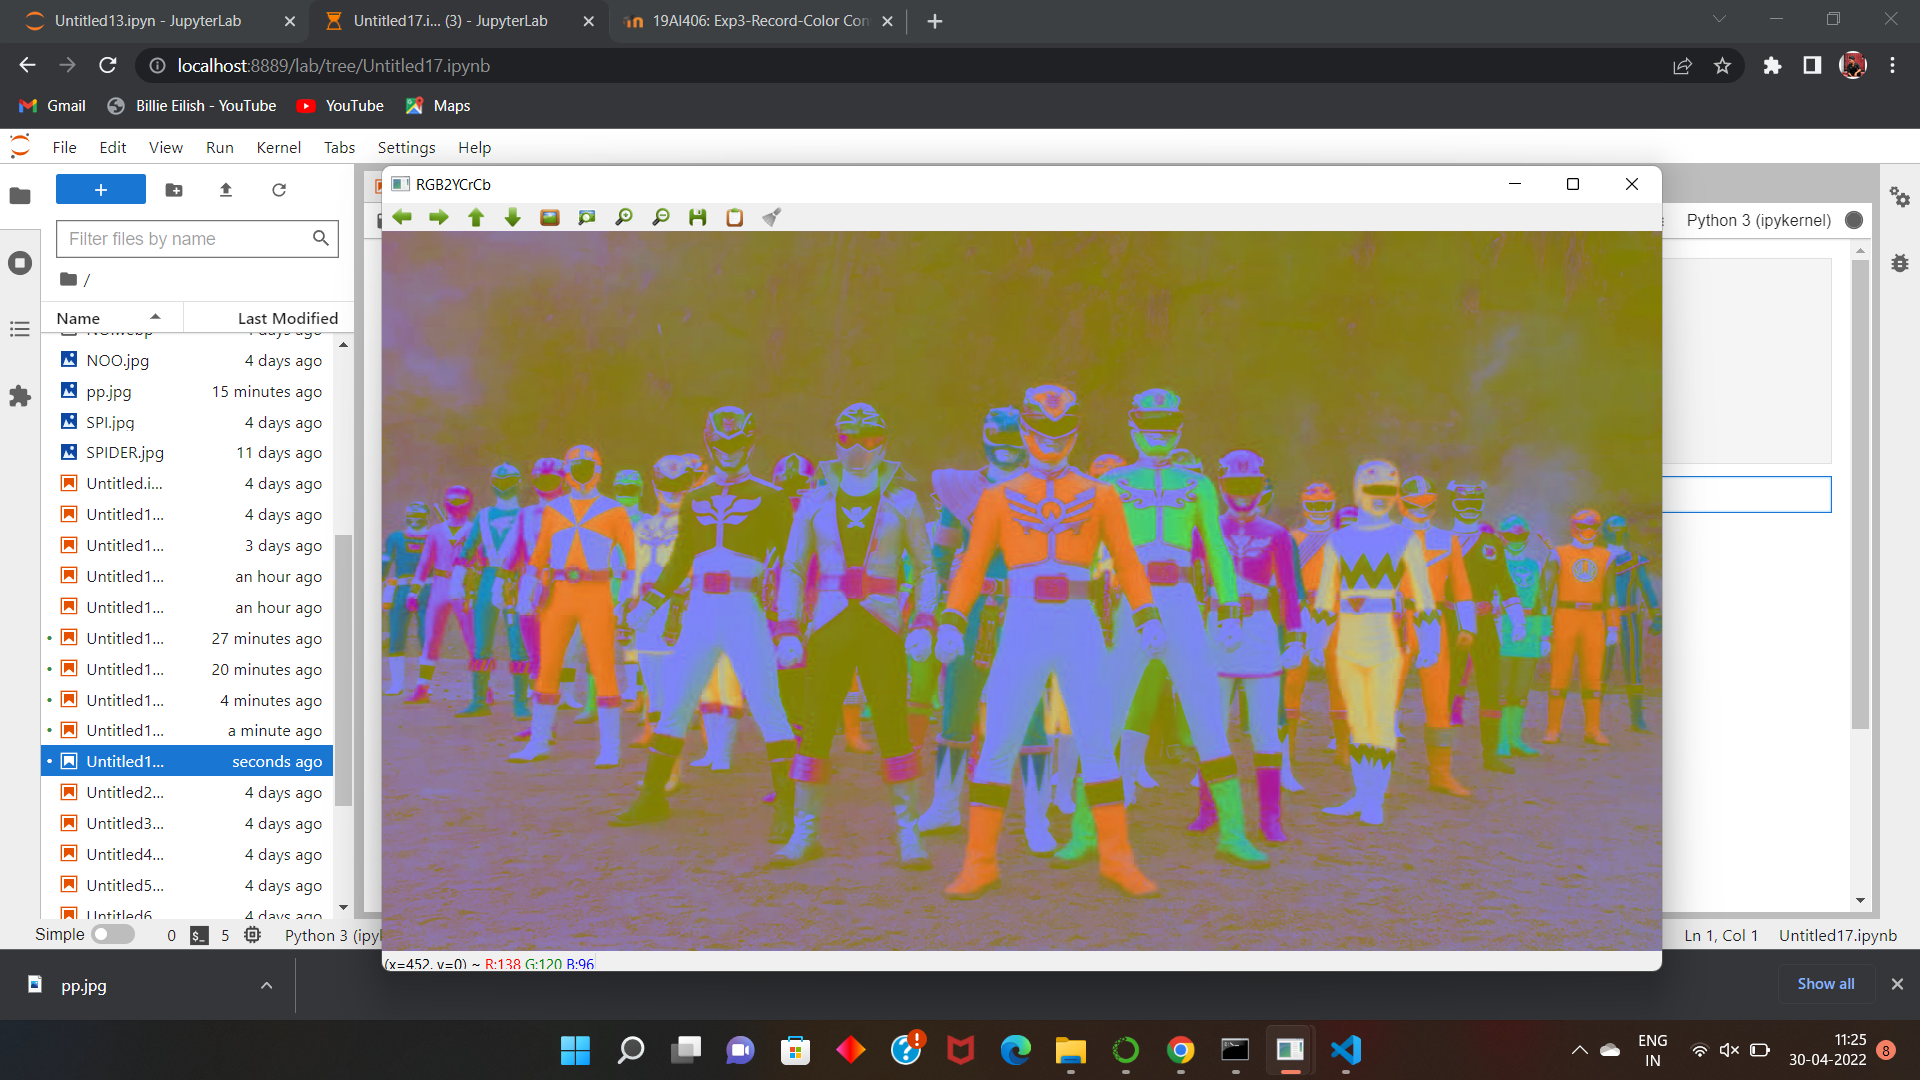 Untitled13.ipyn - JupyterLab
Untitled17.i... (3) - JupyterLab
19AI406: Exp3-Record-Color Con
localhost:8889/lab/tree/Untitled17.ipynb
Gmail
Billie Eilish - YouTube
YouTube
Maps
File Edit View Run Kernel Tabs Settings Help
RGB2YCrCb
Python 3 (ipykernel)
Filter files by name
/
Name Last Modified
NOO.jpg 4 days ago
pp.jpg 15 minutes ago
SPI.jpg 4 days ago
SPIDER.jpg 11 days ago
Untitled.i... 4 days ago
Untitled1... 4 days ago
Untitled1... 3 days ago
Untitled1... an hour ago
Untitled1... an hour ago
Untitled1... 27 minutes ago
Untitled1... 20 minutes ago
Untitled1... 4 minutes ago
Untitled1... a minute ago
Untitled1... seconds ago
Untitled2... 4 days ago
Untitled3... 4 days ago
Untitled4... 4 days ago
Untitled5... 4 days ago
Untitled6 4 days ago
Simple 0 5 Python 3 (ipyk
Ln 1, Col 1 Untitled17.ipynb
(x=452, y=0) ~ R:138 G:120 B:96
pp.jpg
Show all
ENG
IN
11:25
30-04-2022
8